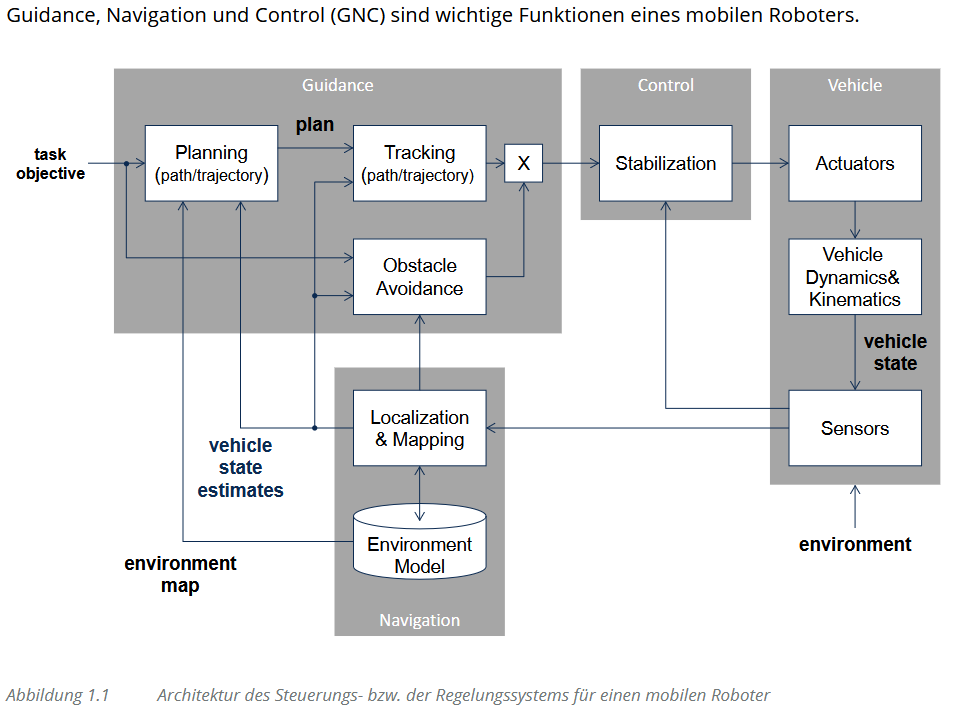 Guidance, Navigation und Control (GNC) sind wichtige Funktionen eines mobilen Roboters.
Guidance
Control
Vehicle
task
objective
Planning
(path/trajectory)
plan
Tracking
(path/trajectory)
X
Stabilization
Actuators
Obstacle
Avoidance
Vehicle
Dynamics&
Kinematics
vehicle
state
Localization
& Mapping
Sensors
vehicle
state
estimates
environment
map
Environment
Model
environment
Navigation
Abbildung 1.1 Architektur des Steuerungs- bzw. der Regelungssystems für einen mobilen Roboter